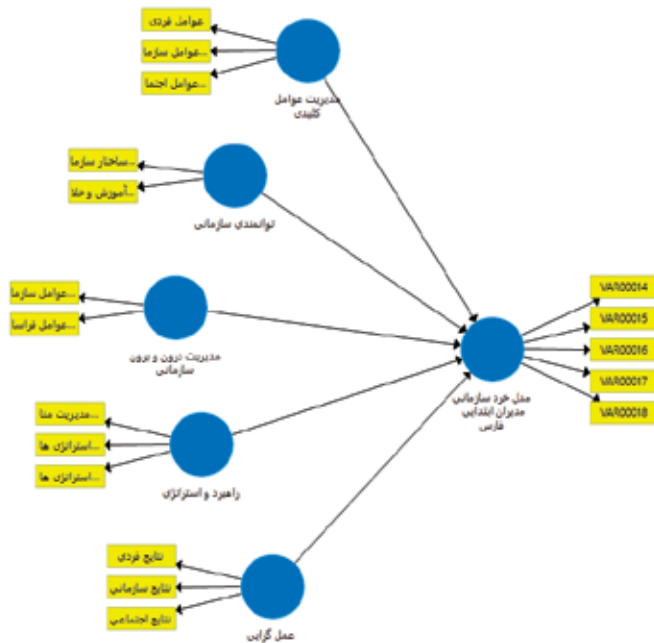 عوامل فردی
عوامل سازما...
عوامل اجتما...
مدیریت عوامل
کلیدی
ساختار سازما...
آموزش و خلا...
توانمندی سازمانی
عوامل سازما...
عوامل فراسا...
مدیریت درون و برون
سازمانی
VAR00014
VAR00015
VAR00016
VAR00017
VAR00018
مدل خرد سازمانی
مدیران ابتدایی
فارس
مدیریت منا...
استراتژی ها...
استراتژی ها...
راهبرد و استراتژی
نتایج فردی
نتایج سازمانی
نتایج اجتماعی
عمل گرایی